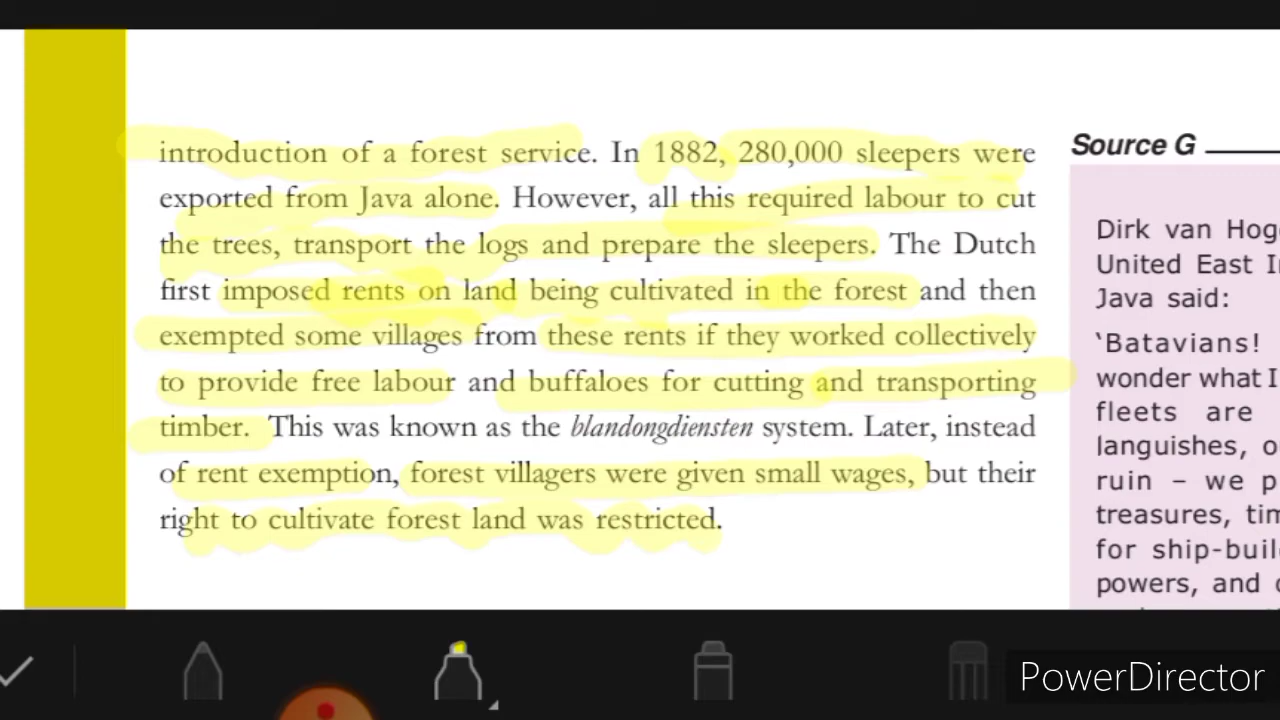 introduction of a forest service. In 1882, 280,000 sleepers were
exported from Java alone. However, all this required labour to cut
the trees, transport the logs and prepare the sleepers. The Dutch
first imposed rents on land being cultivated in the forest and then
exempted some villages from these rents if they worked collectively
to provide free labour and buffaloes for cutting and transporting
timber. This was known as the blandongdiensten system. Later, instead
of rent exemption, forest villagers were given small wages, but their
right to cultivate forest land was restricted.
Source G
Dirk van Hog
United East I
Java said:
‘Batavians!
wonder what I
fleets are
languishes, o
ruin – we p
treasures, tim
for ship-buil
powers, and
PowerDirector